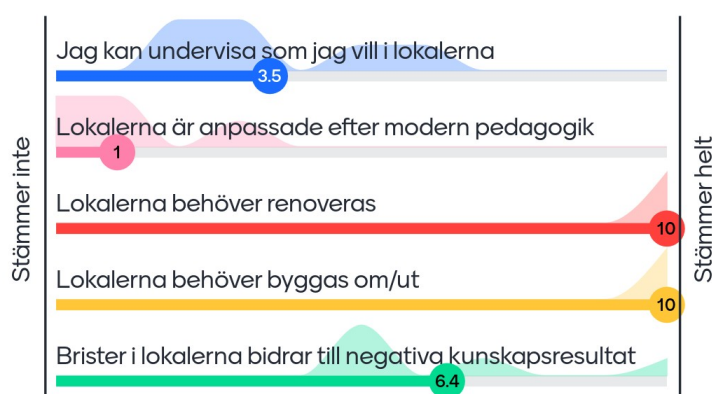 Jag kan undervisa som jag vill i lokalerna
3.5
Lokalerna är anpassade efter modern pedagogik
1
Lokalerna behöver renoveras
10
Lokalerna behöver byggas om/ut
10
Brister i lokalerna bidrar till negativa kunskapsresultat
6.4
Stämmer inte
Stämmer helt